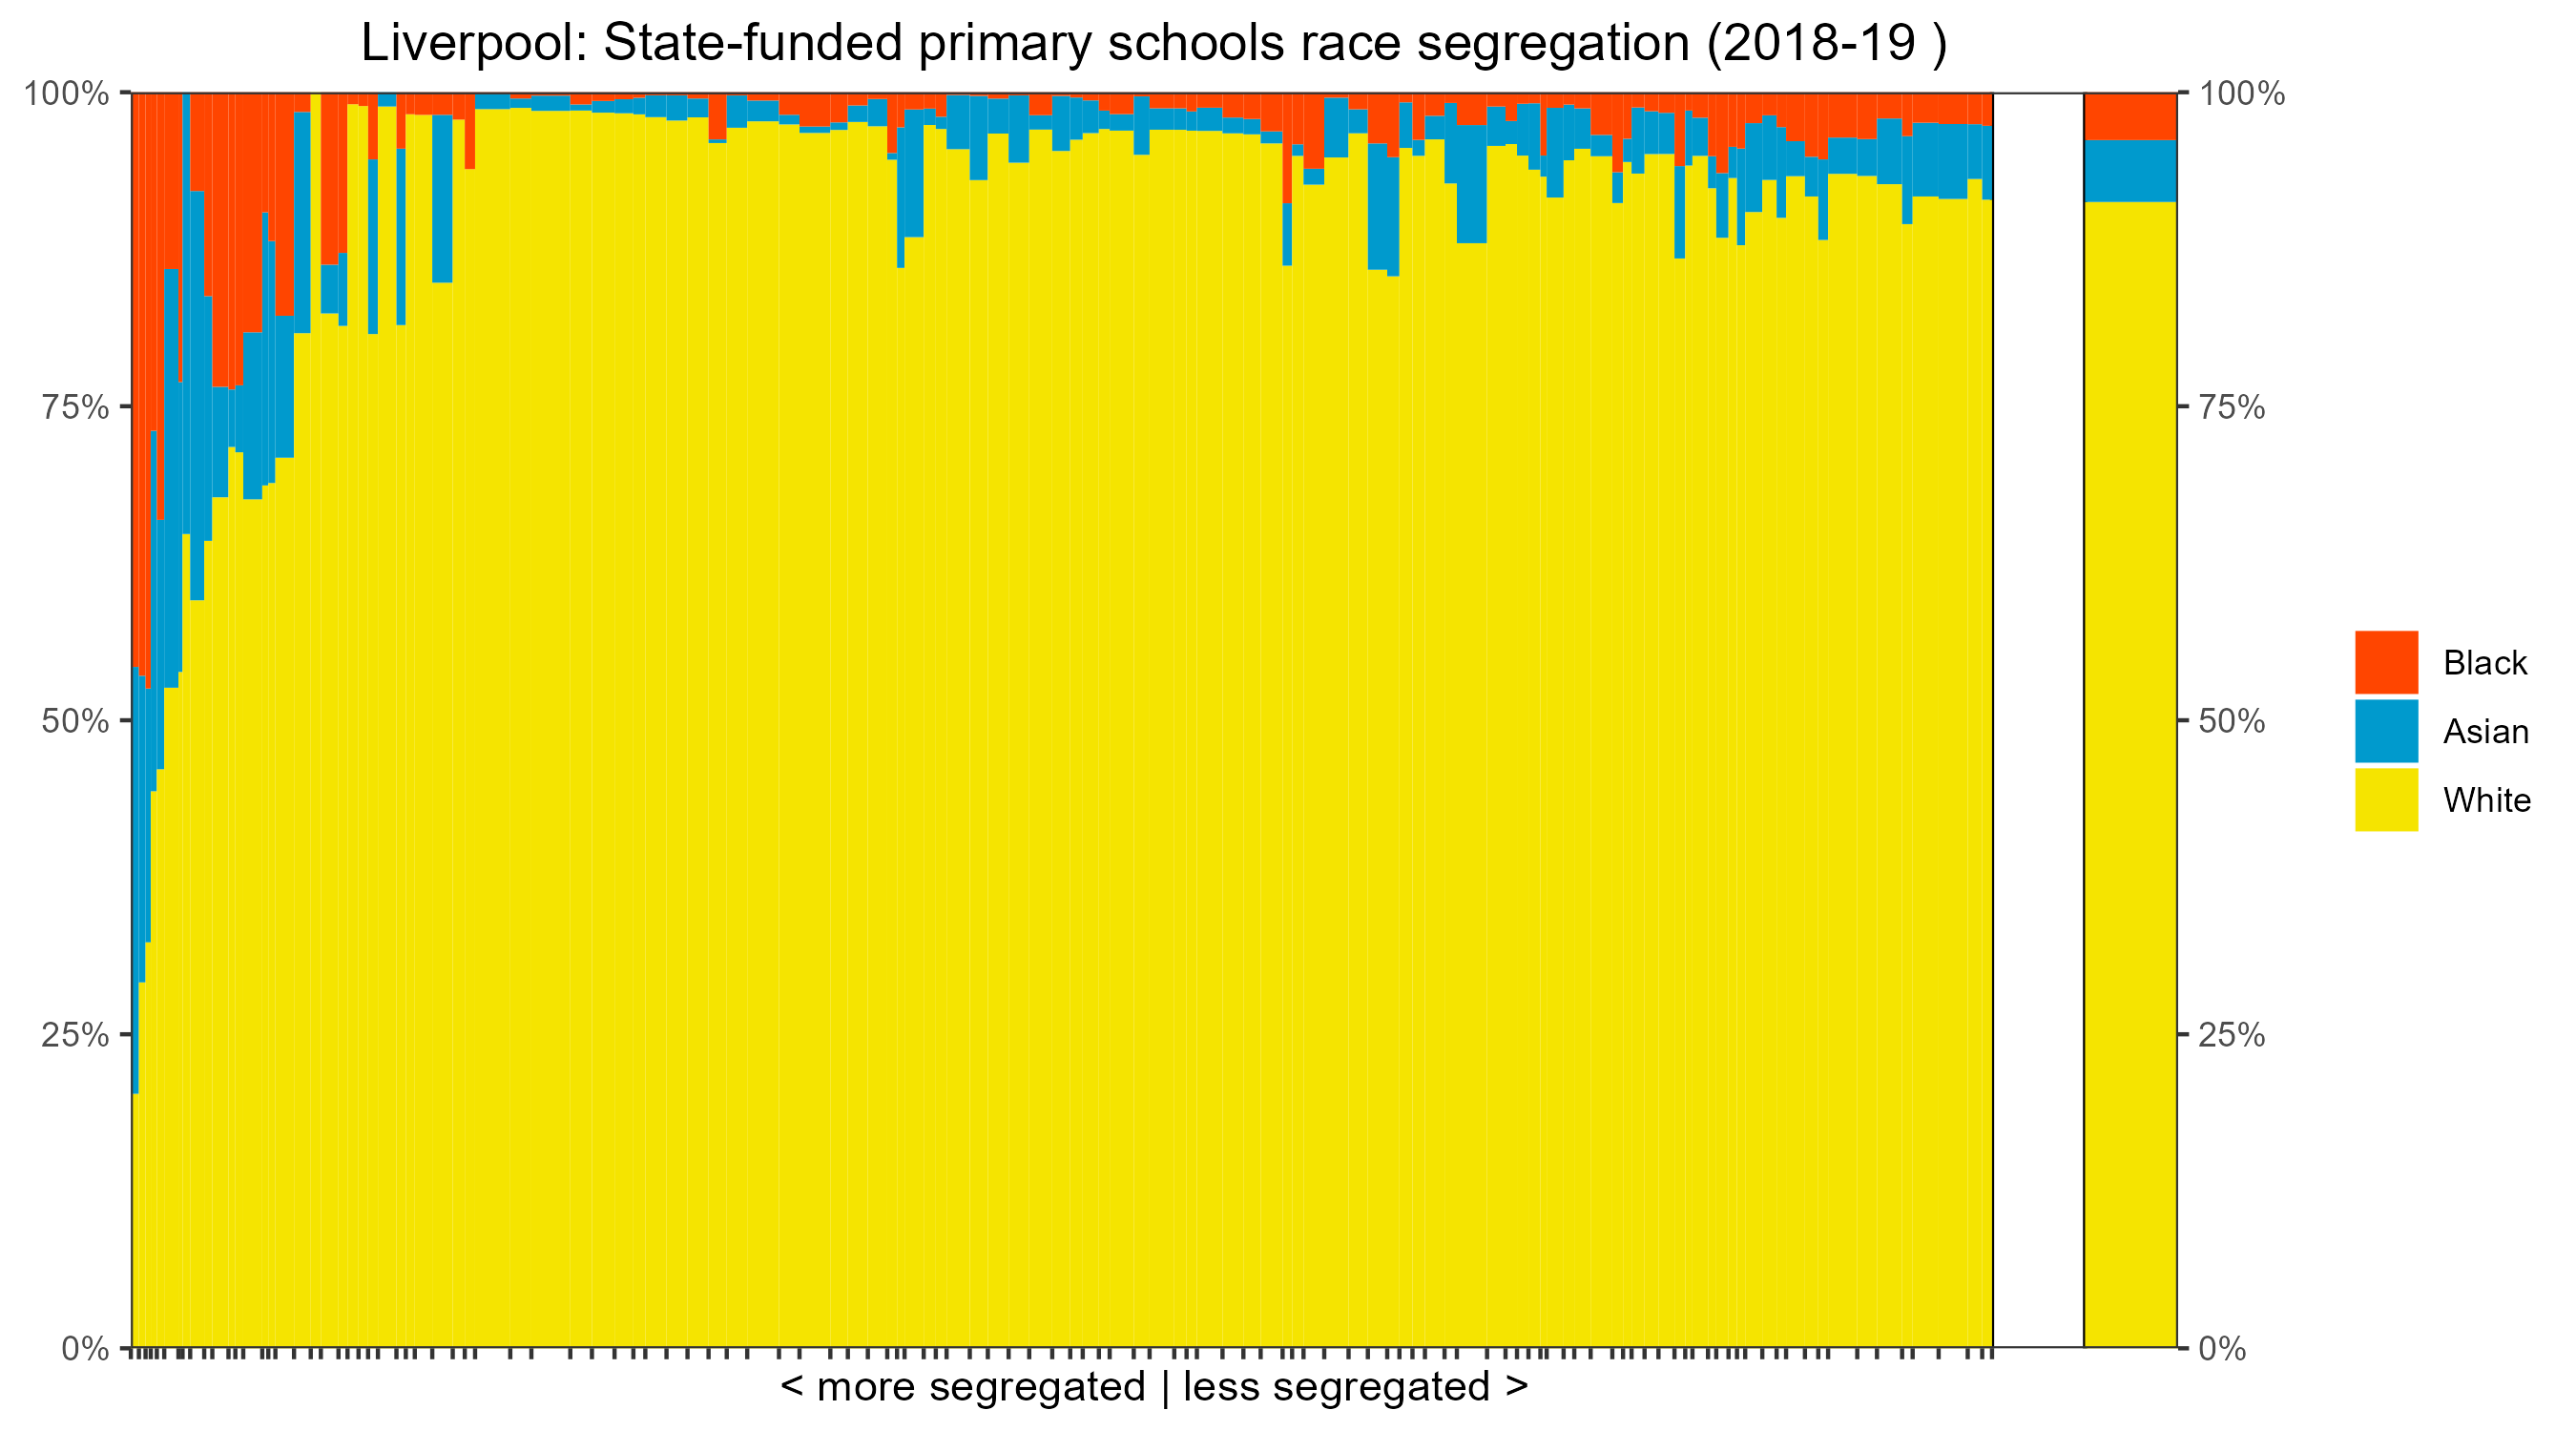 Liverpool: State-funded primary schools race segregation (2018-19 )
100%
75%
50%
25%
0%
100%
75%
50%
25%
0%
Black
Asian
White
< more segregated | less segregated >